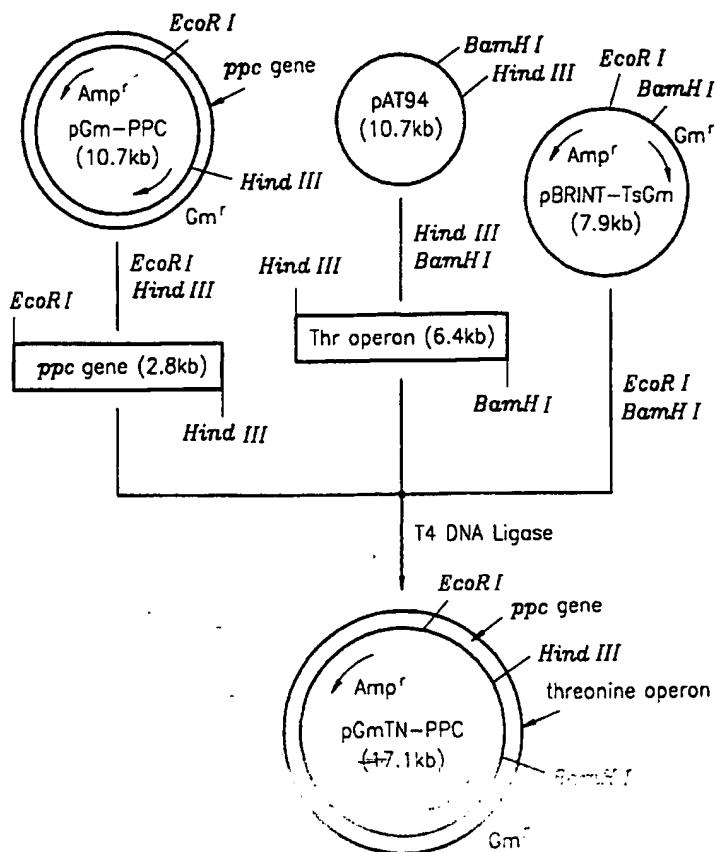 EcoR I
ppc gene
Amp^r
pGm-PPC
(10.7kb)
Hind III
Gm^r
BamH I
Hind III
pAT94
(10.7kb)
EcoR I
BamH I
Gm^r
Amp^r
pBRINT-TsGm
(7.9kb)
EcoR I
Hind III
Hind III
BamH I
EcoR I
BamH I
EcoR I
ppc gene (2.8kb)
Hind III
Hind III
Thr operon (6.4kb)
BamH I
T4 DNA Ligase
EcoR I
ppc gene
Hind III
threonine operon
Amp^r
pGmTN-PPC
(17.1kb)
BamH I
Gm^r